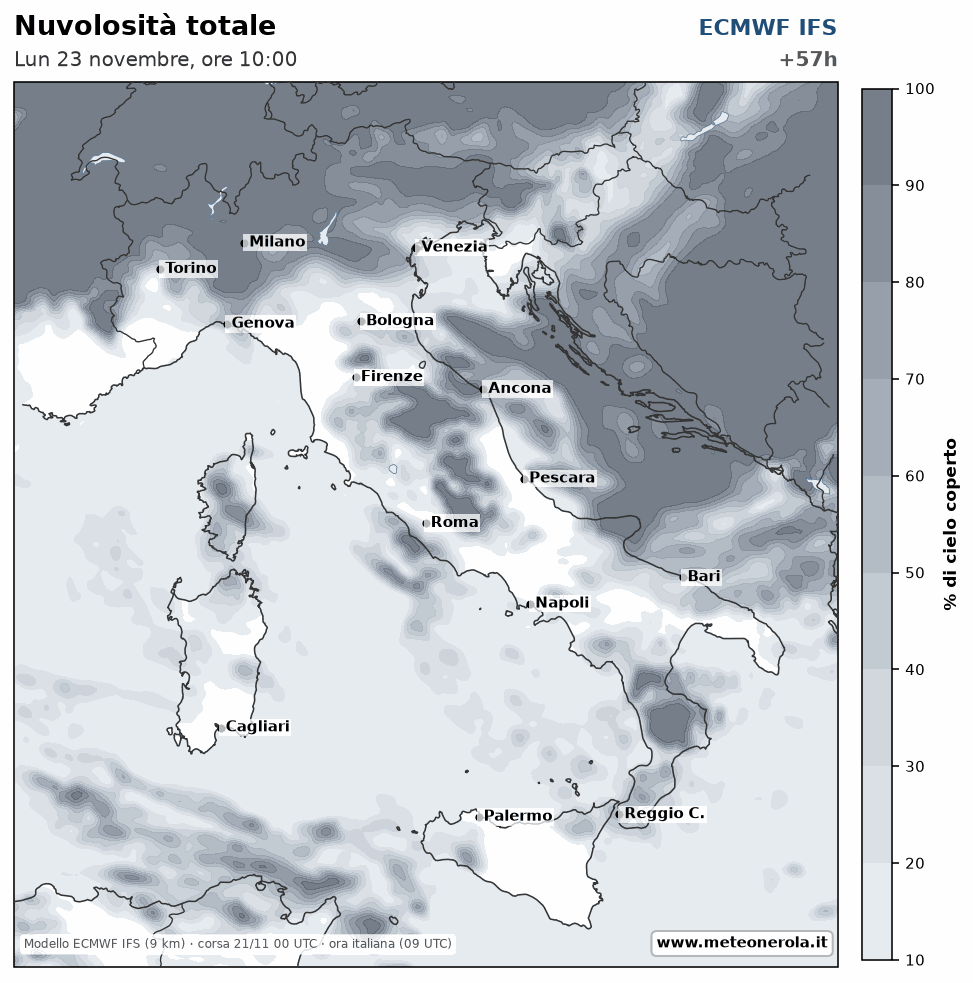 Nuvolosità totale
ECMWF IFS
Lun 23 novembre, ore 10:00
+57h
100
90
80
70
60
50
40
30
20
10
% di cielo coperto
Milano
Venezia
Torino
Genova
Bologna
Firenze
Ancona
Pescara
Roma
Bari
Napoli
Cagliari
Palermo
Reggio C.
Modello ECMWF IFS (9 km) · corsa 21/11 00 UTC · ora italiana (09 UTC)
www.meteonerola.it